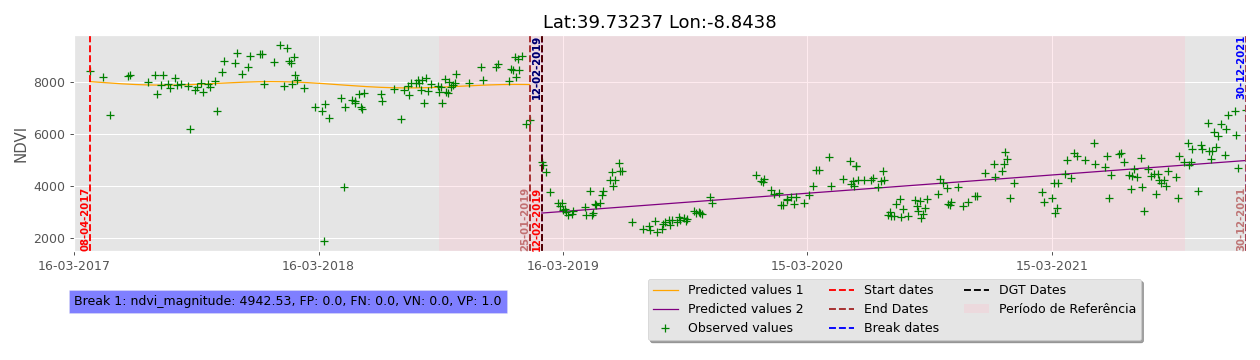 Lat:39.73237 Lon:-8.8438
NDVI
8000
6000
4000
2000
08-04-2017
25-01-2019
12-02-2019
12-02-2019
30-12-2021
30-12-2021
16-03-2017
16-03-2018
16-03-2019
15-03-2020
15-03-2021
Break 1: ndvi_magnitude: 4942.53, FP: 0.0, FN: 0.0, VN: 0.0, VP: 1.0
Predicted values 1
Predicted values 2
Observed values
Start dates
End Dates
Break dates
DGT Dates
Período de Referência